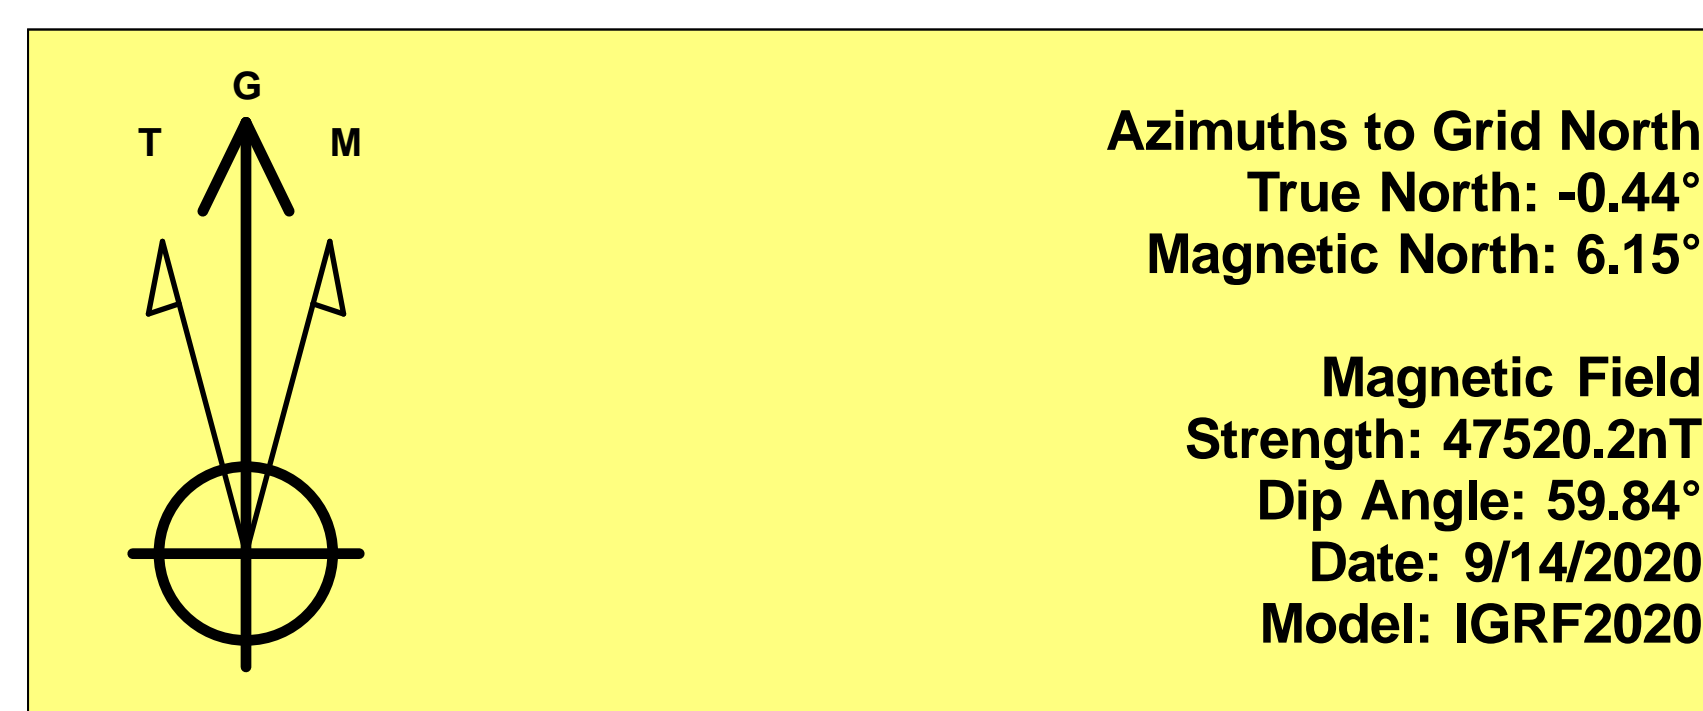 G
T M
Azimuths to Grid North
True North: -0.44°
Magnetic North: 6.15°
Magnetic Field
Strength: 47520.2nT
Dip Angle: 59.84°
Date: 9/14/2020
Model: IGRF2020